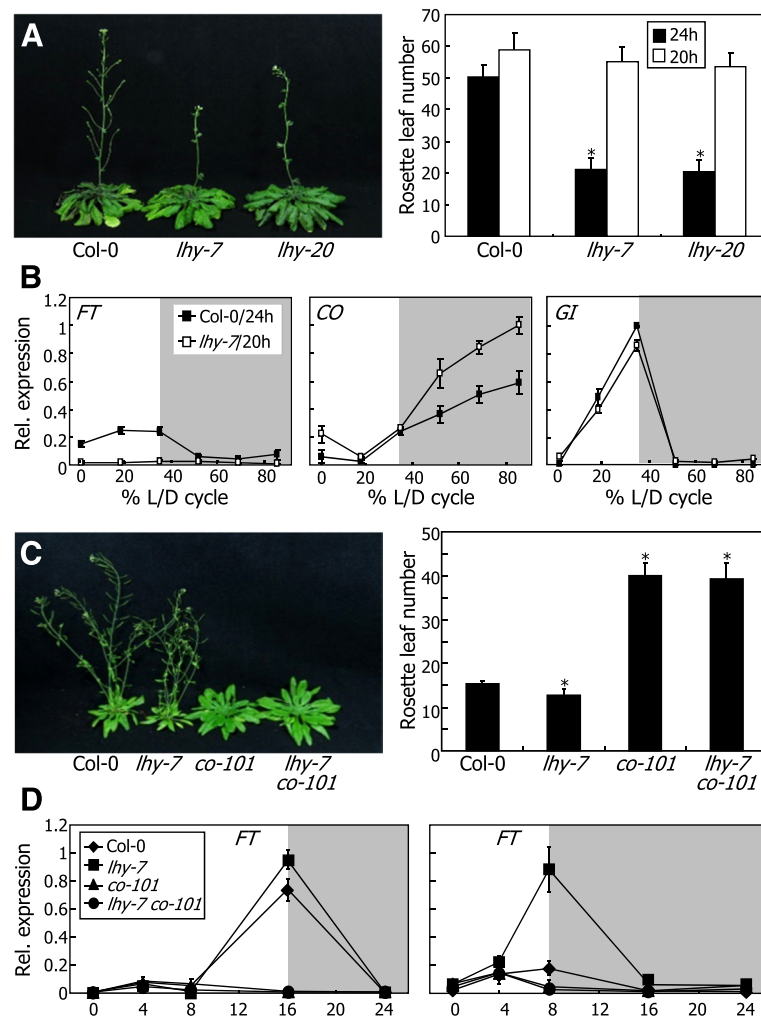 A
Col-0 lhy-7 lhy-20
Rosette leaf number
70
60
50
40
30
20
10
0
24h
20h
* *
Col-0 lhy-7 lhy-20
B
Rel. expression
1.2
1
0.8
0.6
0.4
0.2
0
FT
Col-0/24h
lhy-7/20h
0 20 40 60 80
% L/D cycle
CO
0 20 40 60 80
% L/D cycle
GI
0 20 40 60 80
% L/D cycle
C
Col-0 lhy-7 co-101 lhy-7
co-101
Rosette leaf number
50
40
30
20
10
0
* * *
Col-0 lhy-7 co-101 lhy-7
co-101
D
Rel. expression
1.2
1
0.8
0.6
0.4
0.2
0
Col-0
lhy-7
co-101
lhy-7 co-101
FT
0 4 8 12 16 20 24
FT
0 4 8 12 16 20 24